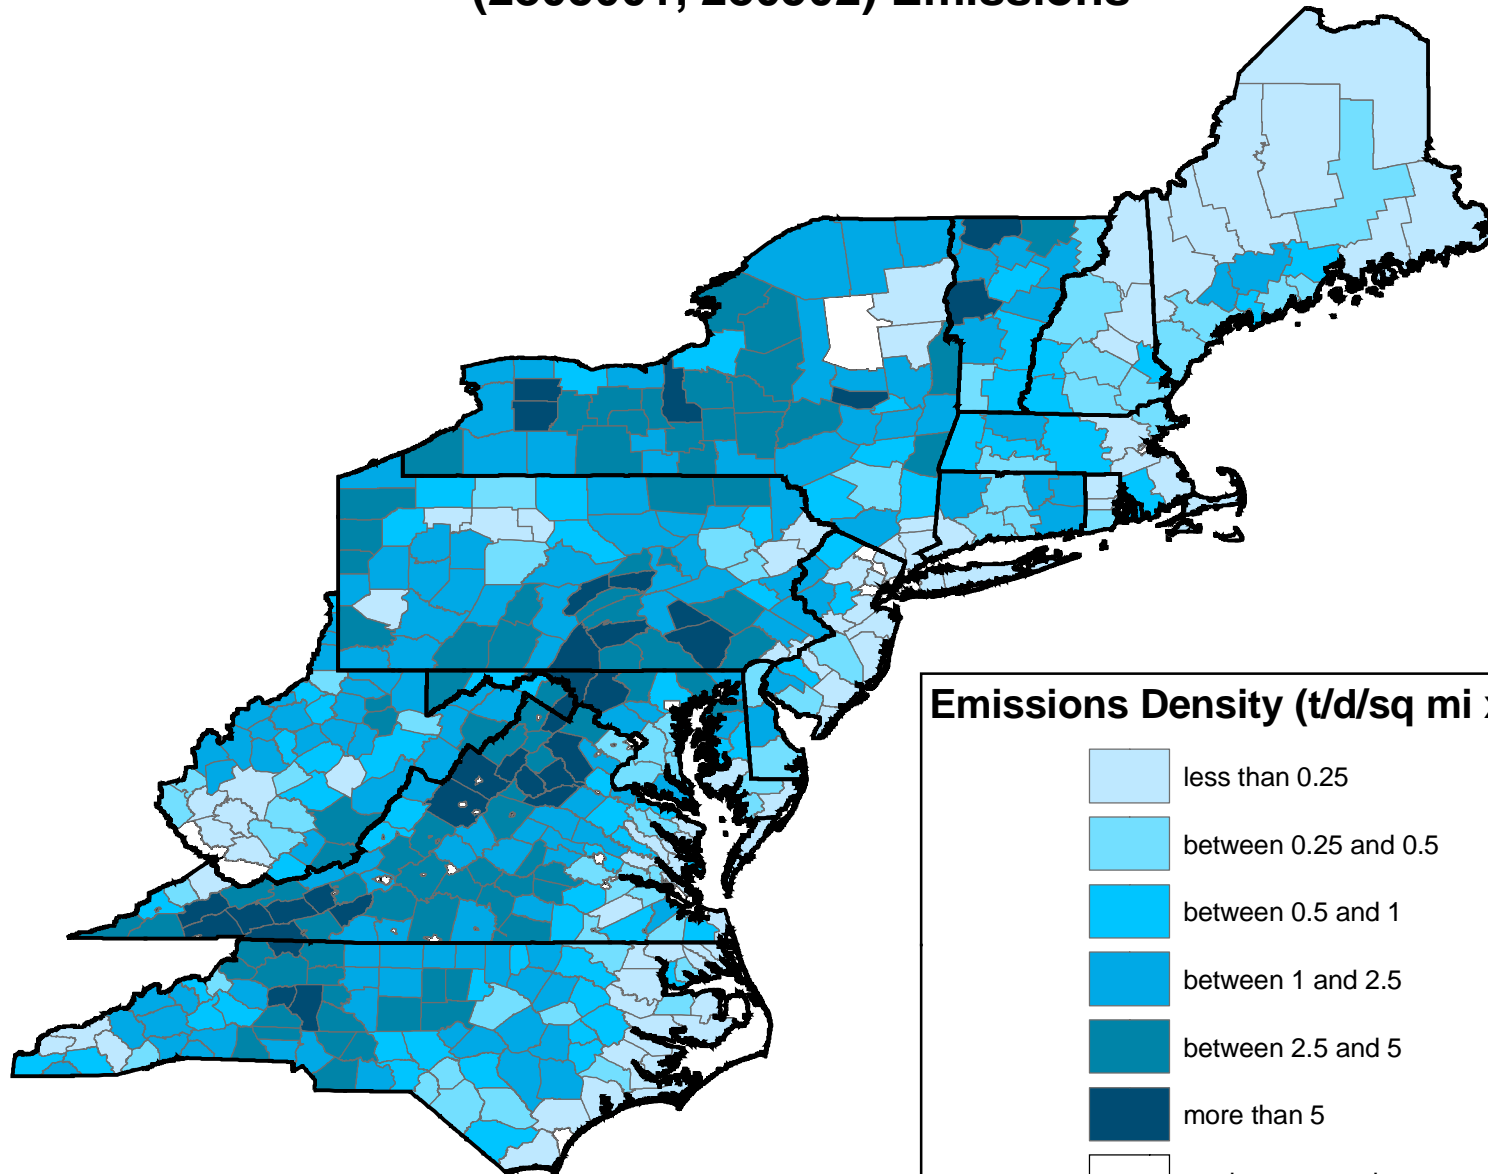 Emissions
Emissions Density (t/d/sq mi
less than 0.25
between 0.25 and 0.5
between 0.5 and 1
between 1 and 2.5
between 2.5 and 5
more than 5